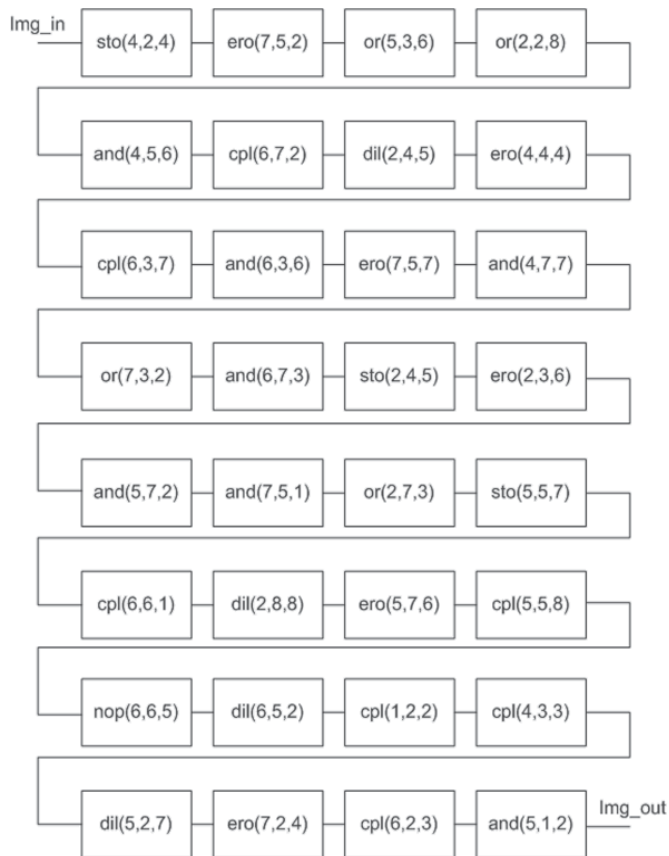 Img_in
sto(4,2,4) ero(7,5,2) or(5,3,6) or(2,2,8)
and(4,5,6) cpl(6,7,2) dil(2,4,5) ero(4,4,4)
cpl(6,3,7) and(6,3,6) ero(7,5,7) and(4,7,7)
or(7,3,2) and(6,7,3) sto(2,4,5) ero(2,3,6)
and(5,7,2) and(7,5,1) or(2,7,3) sto(5,5,7)
cpl(6,6,1) dil(2,8,8) ero(5,7,6) cpl(5,5,8)
nop(6,6,5) dil(6,5,2) cpl(1,2,2) cpl(4,3,3)
dil(5,2,7) ero(7,2,4) cpl(6,2,3) and(5,1,2)
Img_out